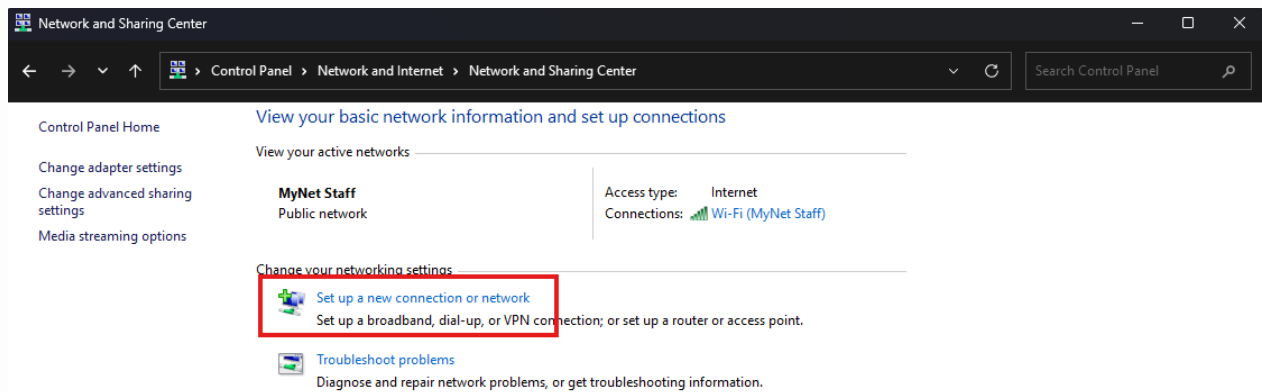 Network and Sharing Center
Control Panel > Network and Internet > Network and Sharing Center
Search Control Panel
Control Panel Home
Change adapter settings
Change advanced sharing
settings
Media streaming options
View your basic network information and set up connections
View your active networks
MyNet Staff
Public network
Access type: Internet
Connections: Wi-Fi (MyNet Staff)
Change your networking settings
Set up a new connection or network
Set up a broadband, dial-up, or VPN connection; or set up a router or access point.
Troubleshoot problems
Diagnose and repair network problems, or get troubleshooting information.